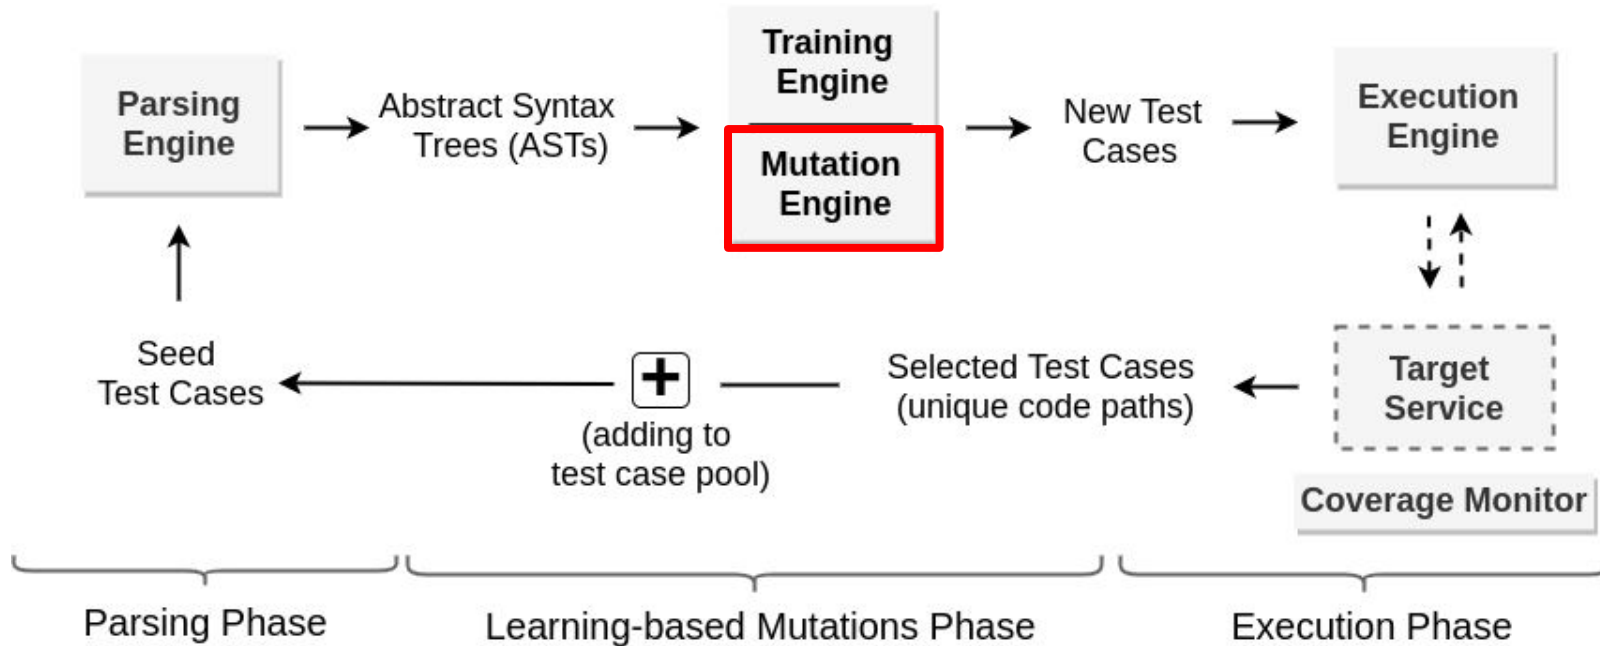 Parsing
Engine
Abstract Syntax
Trees (ASTs)
Training
Engine
Mutation
Engine
New Test
Cases
Execution
Engine
Target
Service
Coverage Monitor
Selected Test Cases
(unique code paths)
+
(adding to
test case pool)
Seed
Test Cases
Parsing Phase
Learning-based Mutations Phase
Execution Phase